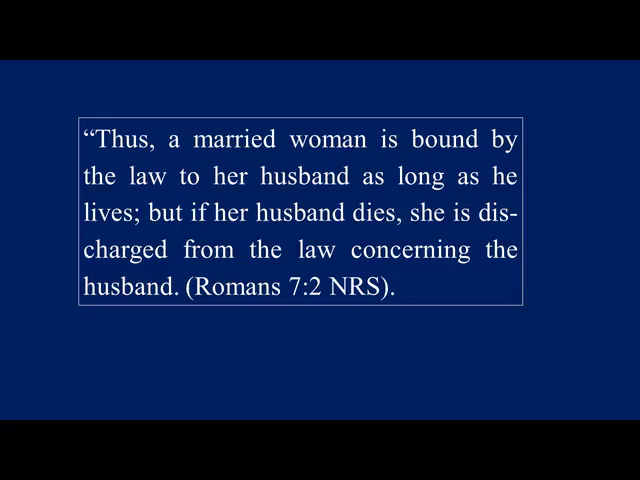 “Thus, a married woman is bound by
the law to her husband as long as he
lives; but if her husband dies, she is dis-
charged from the law concerning the
husband. (Romans 7:2 NRS).